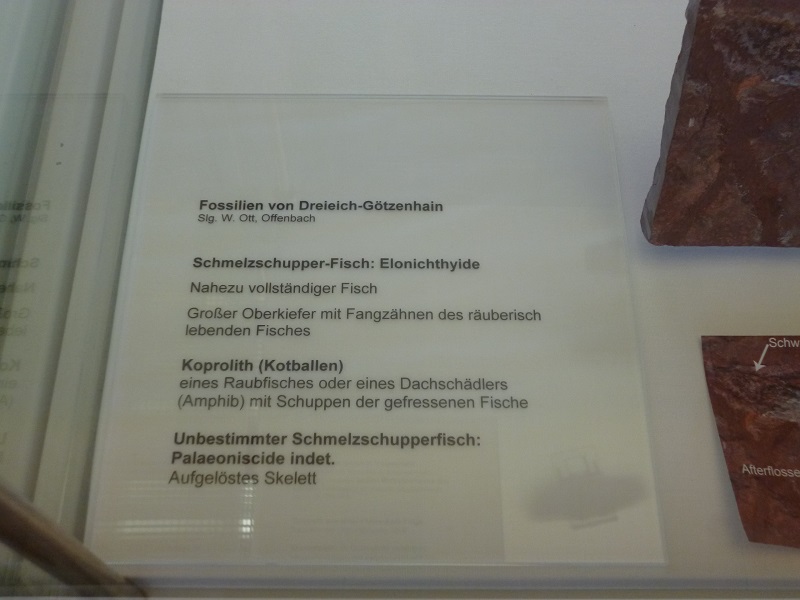 Fossilien von Dreieich-Götzenhain
Slg. W. Ott, Offenbach
Schmelzschupper-Fisch: Elonichthyide
Nahezu vollständiger Fisch
Großer Oberkiefer mit Fangzähnen des räuberisch
lebenden Fisches
Koprolith (Kotballen)
eines Raubfisches oder eines Dachschädlers
(Amphib) mit Schuppen der gefressenen Fische
Unbestimmter Schmelzschupperfisch:
Palaeoniscide indet.
Aufgelöstes Skelett
Schw
Afterflosse